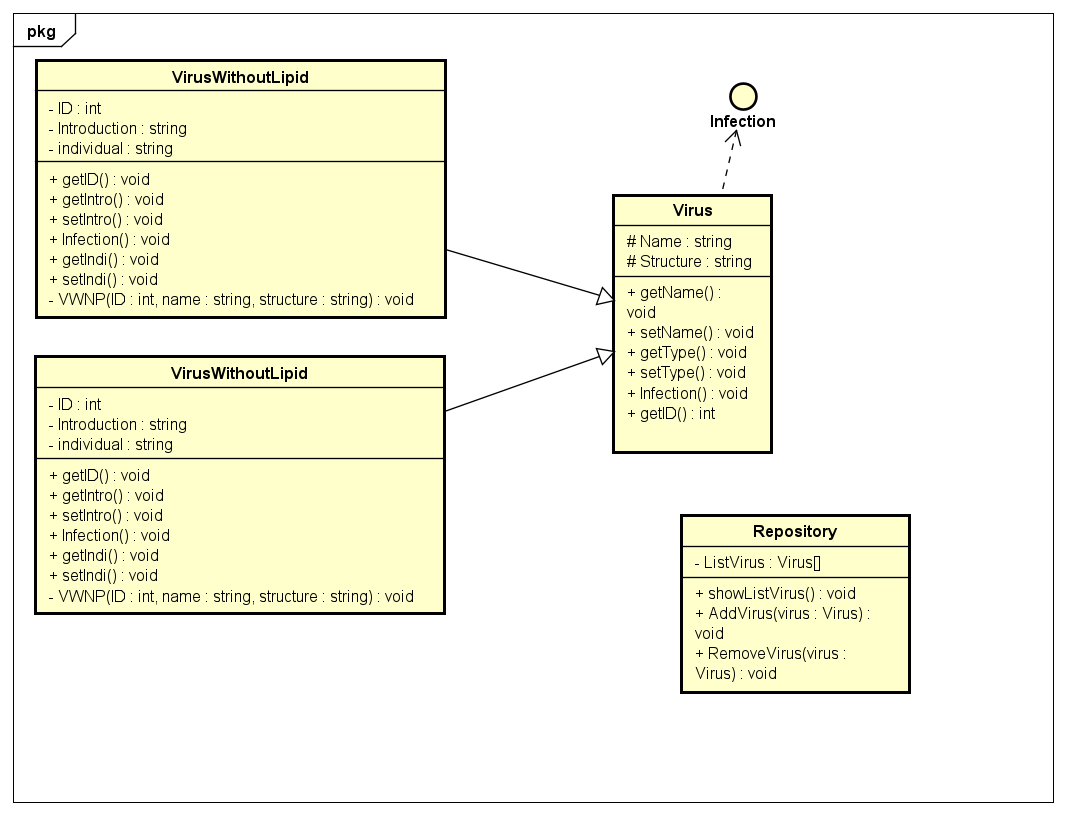 pkg
VirusWithoutLipid
- ID : int
- Introduction : string
- individual : string
+ getID() : void
+ getIntro() : void
+ setIntro() : void
+ Infection() : void
+ getIndi() : void
+ setIndi() : void
- VWNP(ID : int, name : string, structure : string) : void
VirusWithoutLipid
- ID : int
- Introduction : string
- individual : string
+ getID() : void
+ getIntro() : void
+ setIntro() : void
+ Infection() : void
+ getIndi() : void
+ setIndi() : void
- VWNP(ID : int, name : string, structure : string) : void
Infection
Virus
# Name : string
# Structure : string
+ getName() :
void
+ setName() : void
+ getType() : void
+ setType() : void
+ Infection() : void
+ getID() : int
Repository
- ListVirus : Virus[]
+ showListVirus() : void
+ AddVirus(virus : Virus) :
void
+ RemoveVirus(virus :
Virus) : void